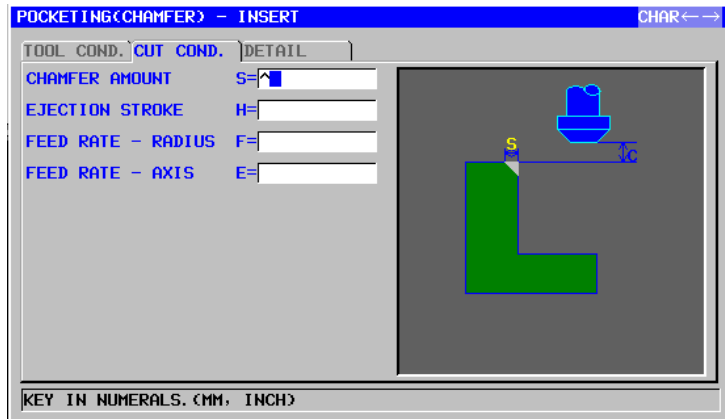 POCKETING(CHAMFER) - INSERT CHAR←→
TOOL COND. CUT COND. DETAIL
CHAMFER AMOUNT S=^
EJECTION STROKE H=
FEED RATE - RADIUS F=
FEED RATE - AXIS E=
S
C
KEY IN NUMERALS.(MM, INCH)